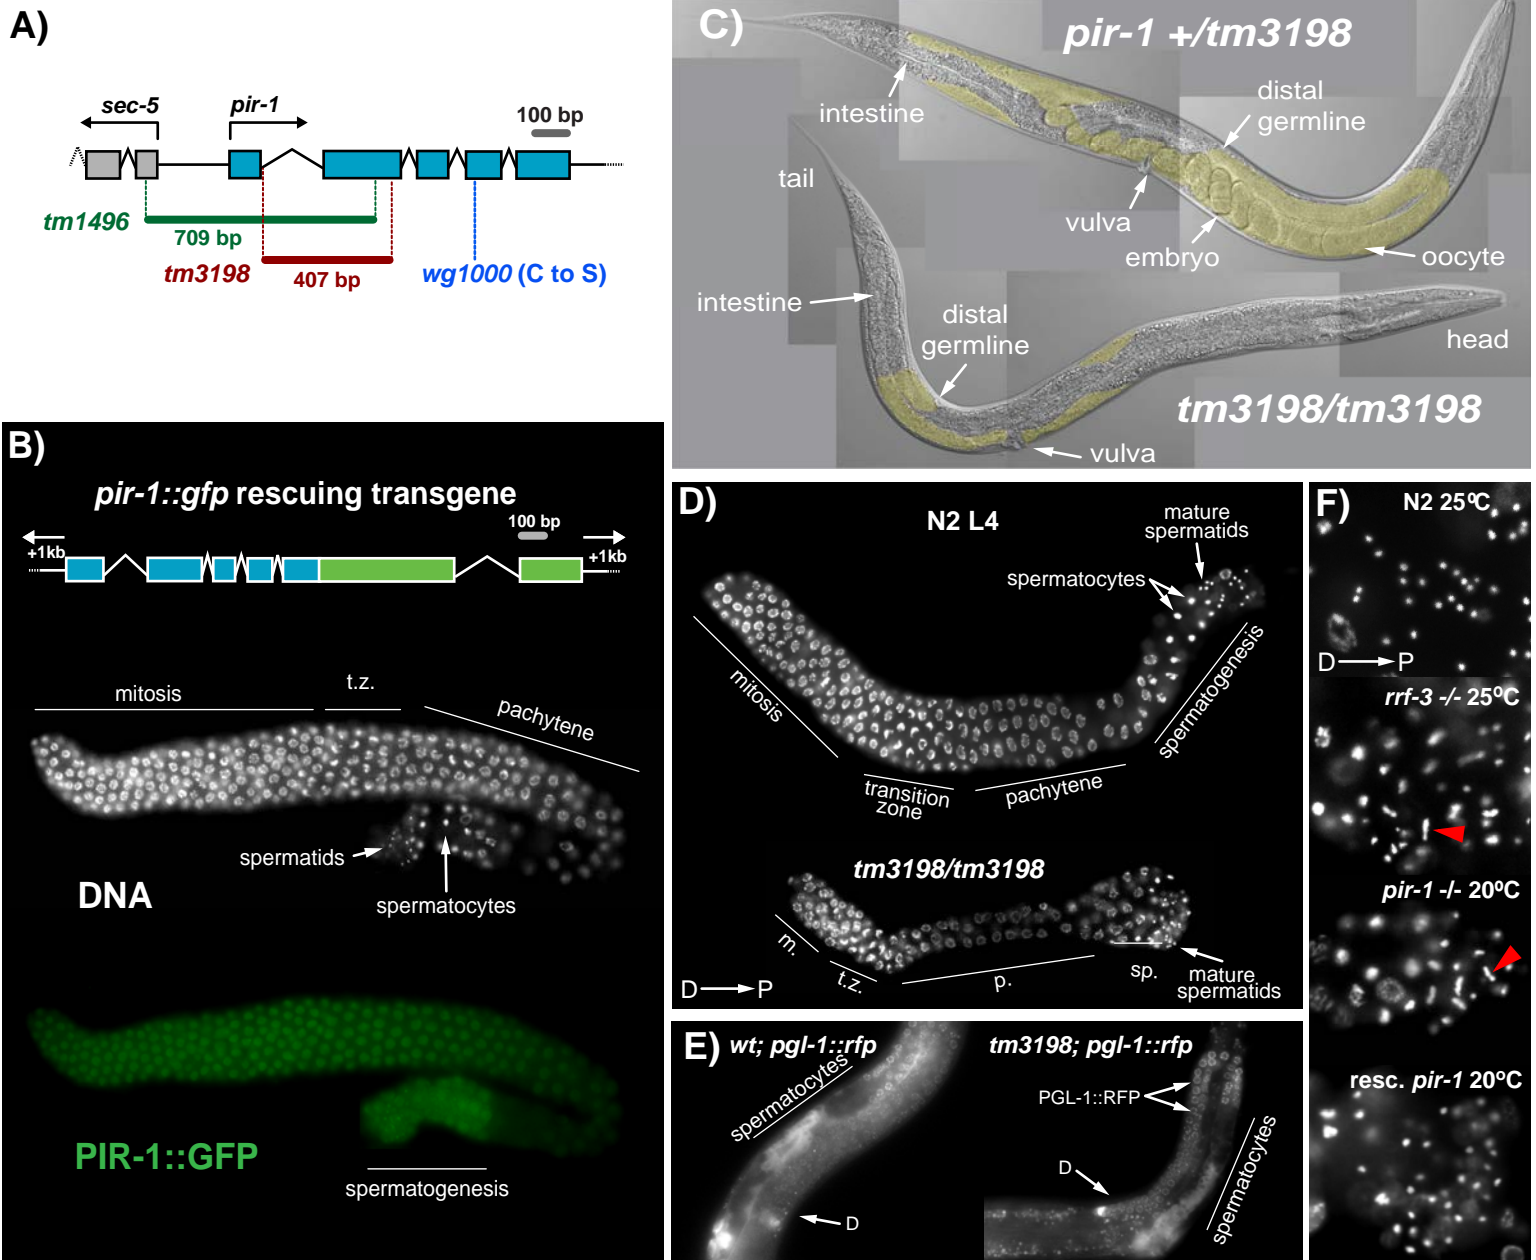 A)
sec-5
pir-1
100 bp
tm1496
709 bp
tm3198
407 bp
wg1000 (C to S)
B)
pir-1::gfp rescuing transgene
100 bp
+1kb
+1kb
mitosis
t.z.
pachytene
spermatids
DNA
spermatocytes
PIR-1::GFP
spermatogenesis
C)
pir-1 +/tm3198
intestine
distal
germline
tail
vulva
embryo
oocyte
intestine
distal
germline
head
tm3198/tm3198
vulva
D)
N2 L4
mature
spermatids
spermatocytes
mitosis
spermatogenesis
transition
zone
pachytene
tm3198/tm3198
m.
t.z.
p.
sp.
mature
spermatids
D P
E)
wt; pgl-1::rfp
spermatocytes
D
tm3198; pgl-1::rfp
PGL-1::RFP
D
spermatocytes
F)
N2 25ºC
D P
rrf-3 -/- 25ºC
pir-1 -/- 20ºC
resc. pir-1 20ºC